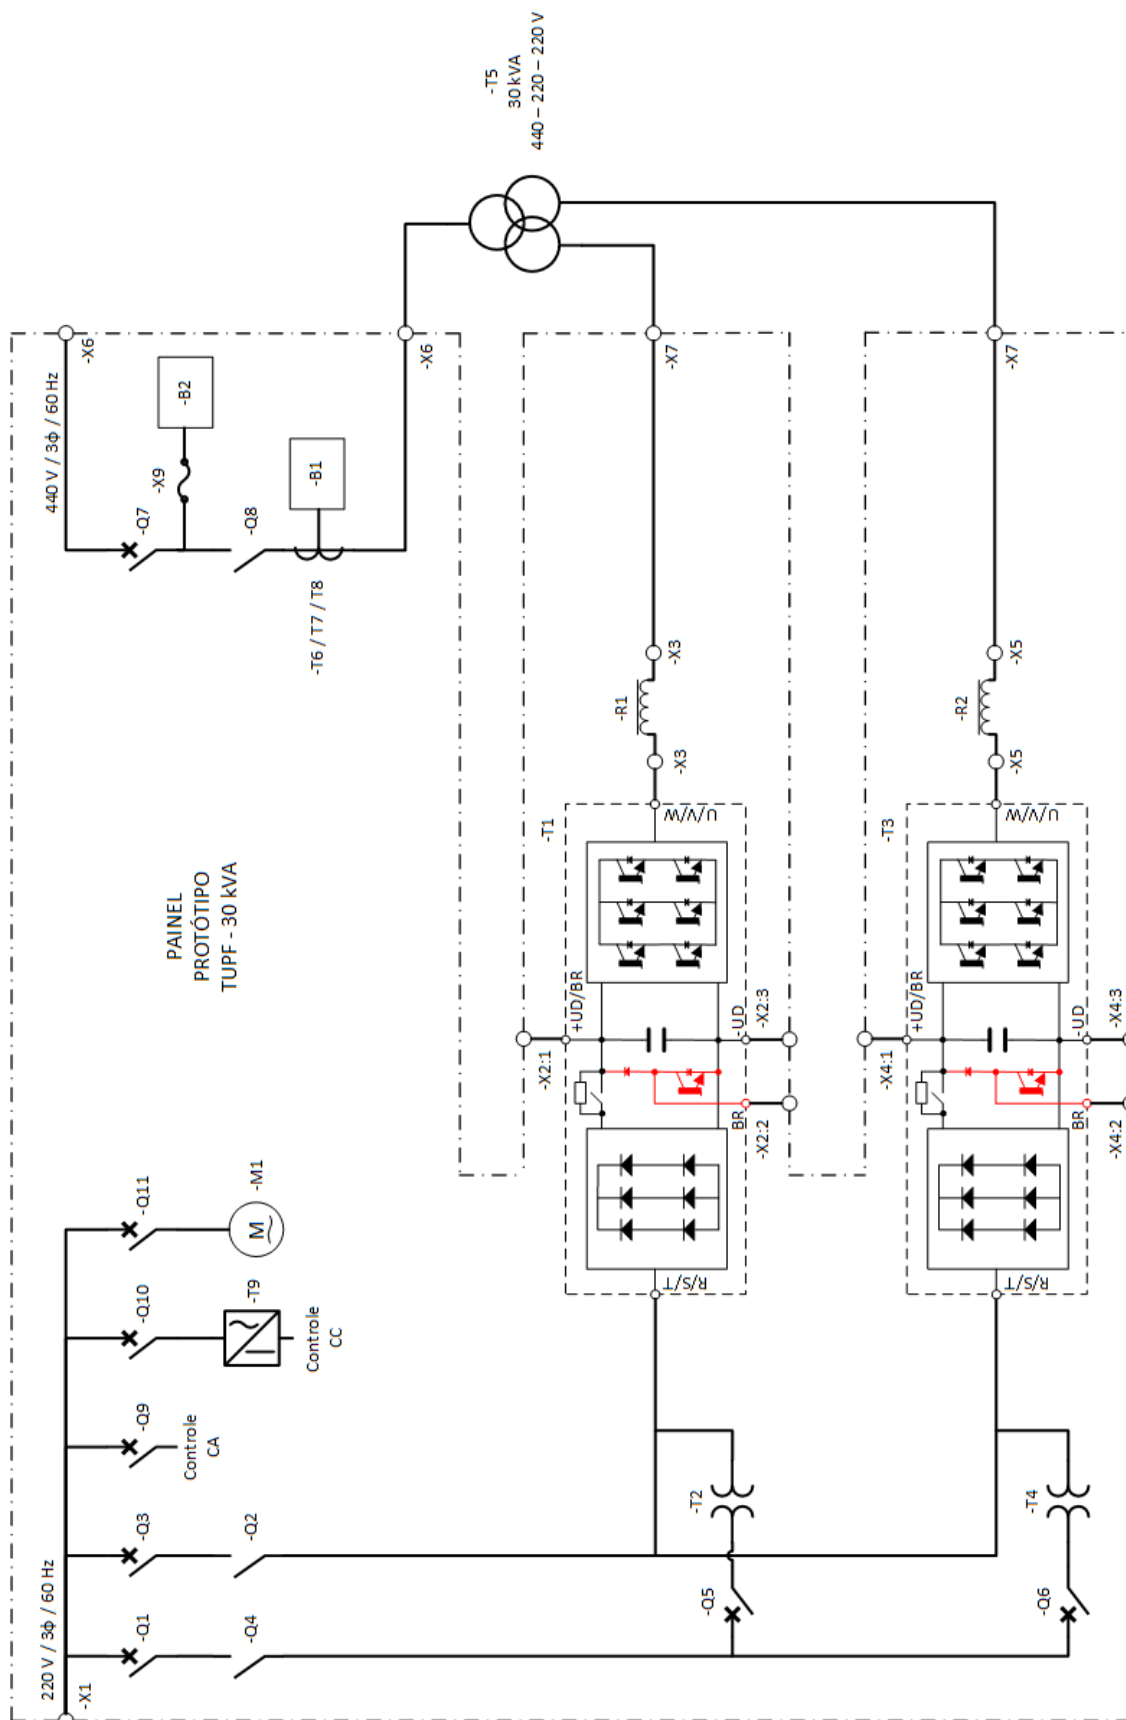 -T5
30 kVA
440 – 220 – 220 V
-X6
440 V / 3ϕ / 60 Hz
-B2
-X9
-Q7
-Q8
-B1
-T6 / T7 / T8
-X6
-X7
-X7
-X3
-R1
-X3
-X5
-R2
-X5
PAINEL
PROTÓTIPO
TUPF - 30 kVA
-T1
U/V/W
+UD/BR
-UD
-X2:1
-X2:3
BR
-X2:2
R/S/T
-T3
U/V/W
+UD/BR
-UD
-X4:1
-X4:3
BR
-X4:2
R/S/T
-Q11
-M1
M
-Q10
-T9
Controle
CC
-Q9
Controle
CA
-Q3
-Q2
220 V / 3ϕ / 60 Hz
-Q1
-Q4
-X1
-T2
-Q5
-T4
-Q6